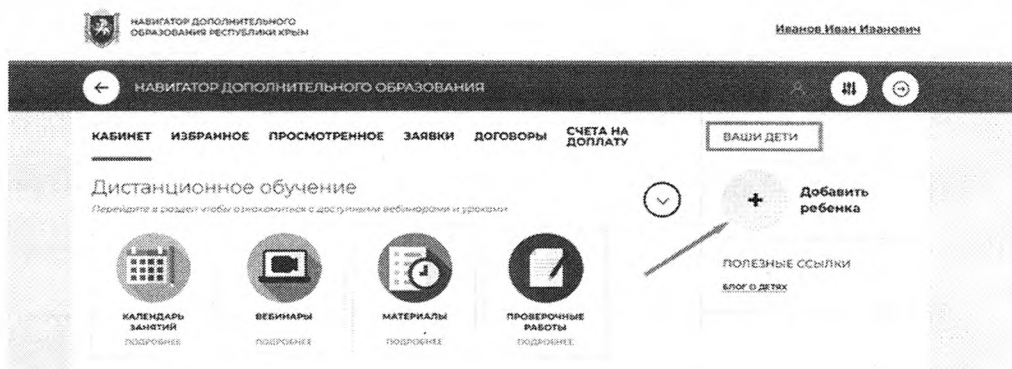 НАВИГАТОР ДОПОЛНИТЕЛЬНОГО
ОБРАЗОВАНИЯ РЕСПУБЛИКИ КРЫМ
Иванов Иван Иванович
НАВИГАТОР ДОПОЛНИТЕЛЬНОГО ОБРАЗОВАНИЯ
КАБИНЕТ ИЗБРАННОЕ ПРОСМОТРЕННОЕ ЗАЯВКИ ДОГОВОРЫ СЧЕТА НА
ДОПЛАТУ
ВАШИ ДЕТИ
Дистанционное обучение
Перейдите в раздел чтобы ознакомиться с доступными вебинарами и уроками
Добавить
ребенка
ПОЛЕЗНЫЕ ССЫЛКИ
БЛОГ О ДЕТЯХ
КАЛЕНДАРЬ
ЗАНЯТИЙ
ПОДРОБНЕЕ
ВЕБИНАРЫ
ПОДРОБНЕЕ
МАТЕРИАЛЫ
ПОДРОБНЕЕ
ПРОВЕРОЧНЫЕ
РАБОТЫ
ПОДРОБНЕЕ